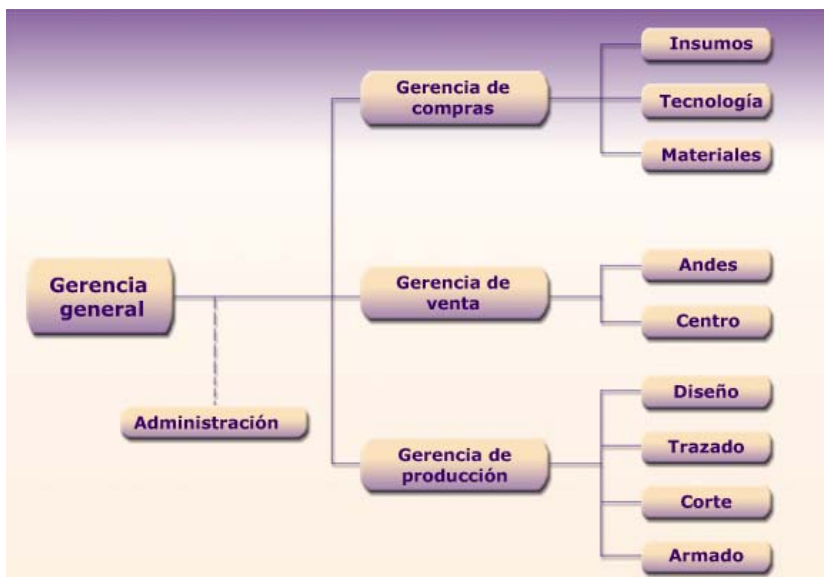 Gerencia
general
Administración
Gerencia de
compras
Insumos
Tecnología
Materiales
Gerencia de
venta
Andes
Centro
Gerencia de
producción
Diseño
Trazado
Corte
Armado